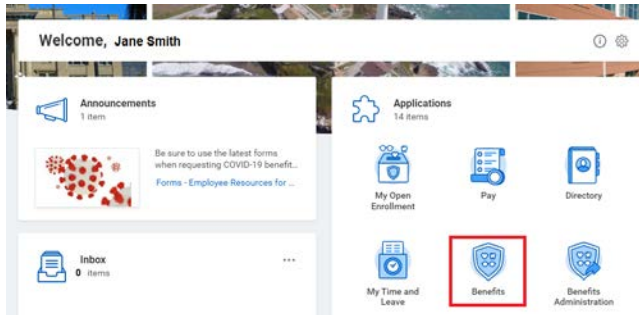 Welcome, Jane Smith
Announcements
1 item
Be sure to use the latest forms
when requesting COVID-19 benefit...
Forms - Employee Resources for ...
Inbox
0 items
Applications
14 items
My Open
Enrollment
Pay
Directory
My Time and
Leave
Benefits
Benefits
Administration